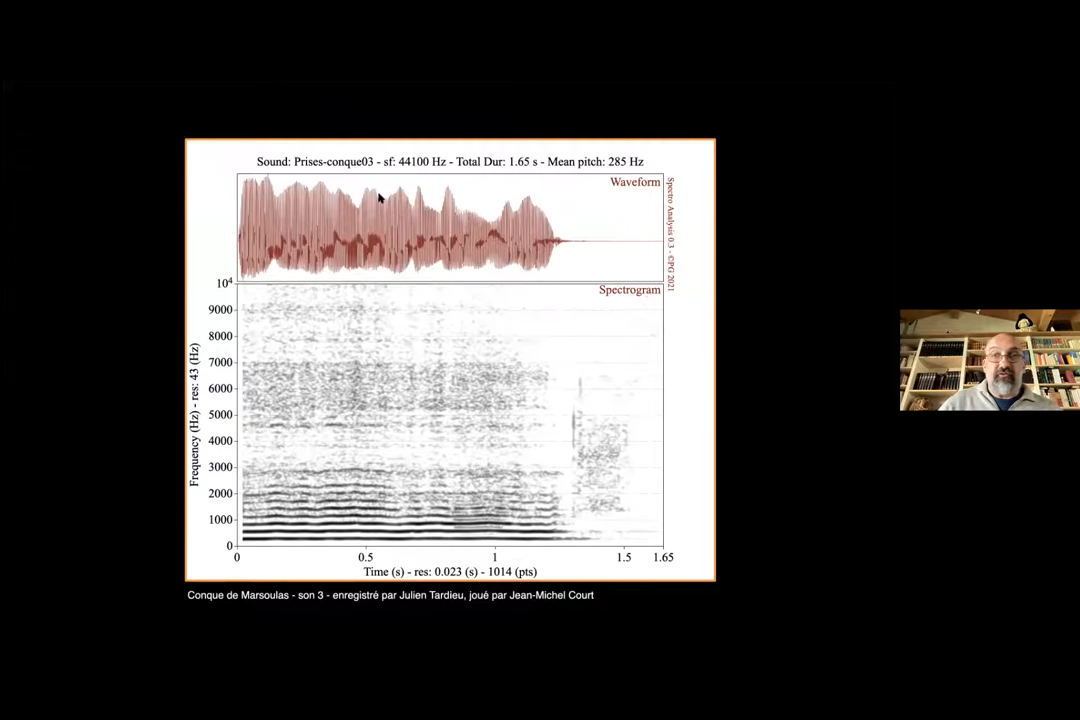 Sound: Prises-conque03 - sf: 44100 Hz - Total Dur: 1.65 s - Mean pitch: 285 Hz
Waveform
Spectro Analysis 0.3 - ©PG 2021
Spectrogram
10⁴
9000
8000
7000
6000
5000
4000
3000
2000
1000
0
Frequency (Hz) - res: 43 (Hz)
0
0.5
1
1.5
1.65
Time (s) - res: 0.023 (s) - 1014 (pts)
Conque de Marsoulas - son 3 - enregistré par Julien Tardieu, joué par Jean-Michel Court